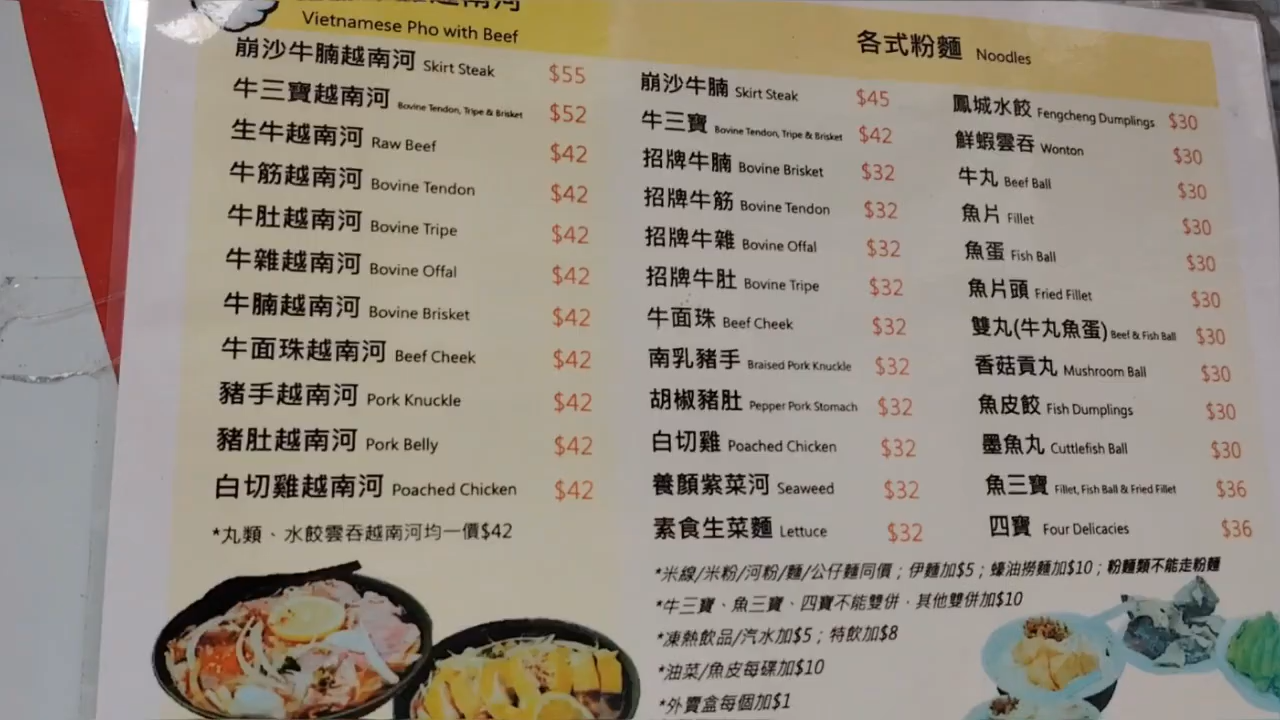 越南河
Vietnamese Pho with Beef
崩沙牛腩越南河 Skirt Steak $55
牛三寶越南河 Bovine Tendon, Tripe & Brisket $52
生牛越南河 Raw Beef $42
牛筋越南河 Bovine Tendon $42
牛肚越南河 Bovine Tripe $42
牛雜越南河 Bovine Offal $42
牛腩越南河 Bovine Brisket $42
牛面珠越南河 Beef Cheek $42
豬手越南河 Pork Knuckle $42
豬肚越南河 Pork Belly $42
白切雞越南河 Poached Chicken $42
*丸類、水餃雲吞越南河均一價$42
各式粉麵 Noodles
崩沙牛腩 Skirt Steak $45
牛三寶 Bovine Tendon, Tripe & Brisket $42
招牌牛腩 Bovine Brisket $32
招牌牛筋 Bovine Tendon $32
招牌牛雜 Bovine Offal $32
招牌牛肚 Bovine Tripe $32
牛面珠 Beef Cheek $32
南乳豬手 Braised Pork Knuckle $32
胡椒豬肚 Pepper Pork Stomach $32
白切雞 Poached Chicken $32
養顏紫菜河 Seaweed $32
素食生菜麵 Lettuce $32
鳳城水餃 Fengcheng Dumplings $30
鮮蝦雲吞 Wonton $30
牛丸 Beef Ball $30
魚片 Fillet $30
魚蛋 Fish Ball $30
魚片頭 Fried Fillet $30
雙丸(牛丸魚蛋) Beef & Fish Ball $30
香菇貢丸 Mushroom Ball $30
魚皮餃 Fish Dumplings $30
墨魚丸 Cuttlefish Ball $30
魚三寶 Fillet, Fish Ball & Fried Fillet $36
四寶 Four Delicacies $36
*米線/米粉/河粉/麵/公仔麵同價；伊麵加$5；蠔油撈麵加$10；粉麵類不能走粉麵
*牛三寶、魚三寶、四寶不能雙併，其他雙併加$10
*凍熱飲品/汽水加$5；特飲加$8
*油菜/魚皮每碟加$10
*外賣盒每個加$1